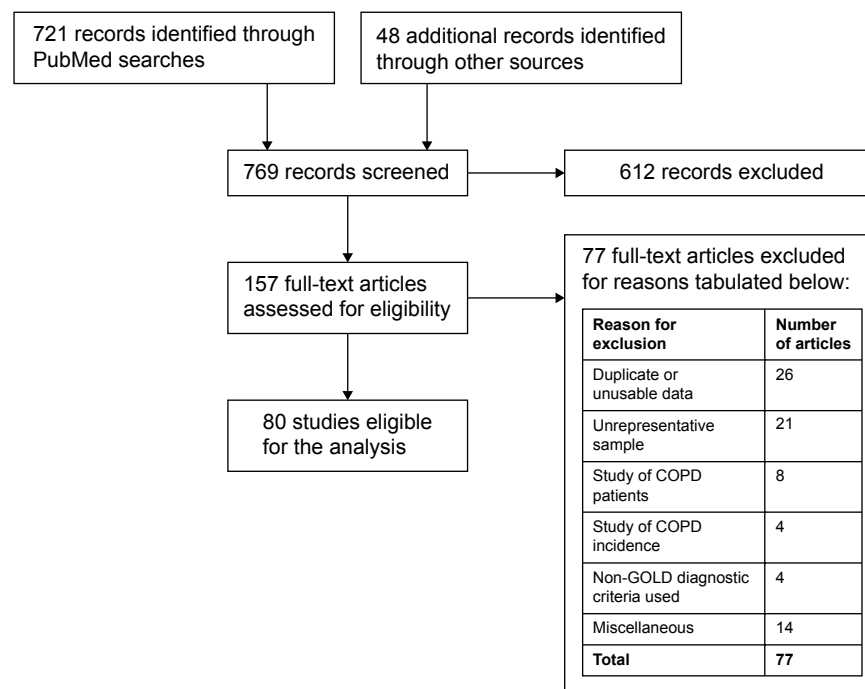 721 records identified through
PubMed searches
48 additional records identified
through other sources
769 records screened
612 records excluded
157 full-text articles
assessed for eligibility
77 full-text articles excluded
for reasons tabulated below:
Reason for
exclusion
Number
of articles
Duplicate or
unusable data
26
Unrepresentative
sample
21
Study of COPD
patients
8
Study of COPD
incidence
4
Non-GOLD diagnostic
criteria used
4
Miscellaneous
14
Total
77
80 studies eligible
for the analysis